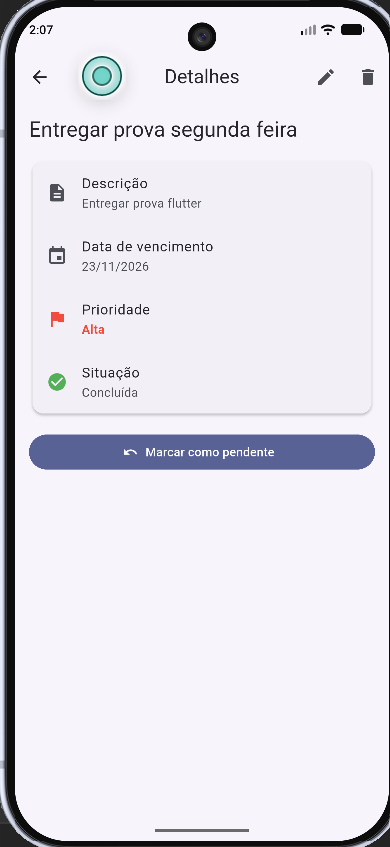 2:07
Detalhes
Entregar prova segunda feira
Descrição
Entregar prova flutter
Data de vencimento
23/11/2026
Prioridade
Alta
Situação
Concluída
Marcar como pendente